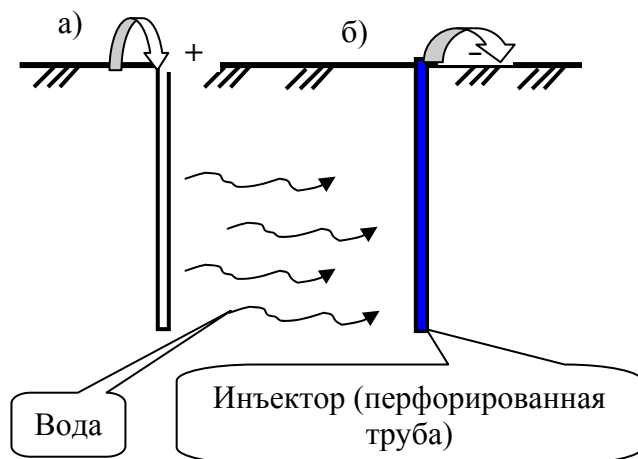 а) + б) -
Вода
Инъектор (перфорированная
труба)